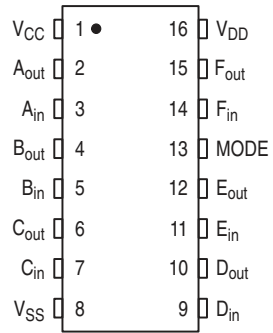 VCC 1 16 VDD
Aout 2 15 Fout
Ain 3 14 Fin
Bout 4 13 MODE
Bin 5 12 Eout
Cout 6 11 Ein
Cin 7 10 Dout
VSS 8 9 Din